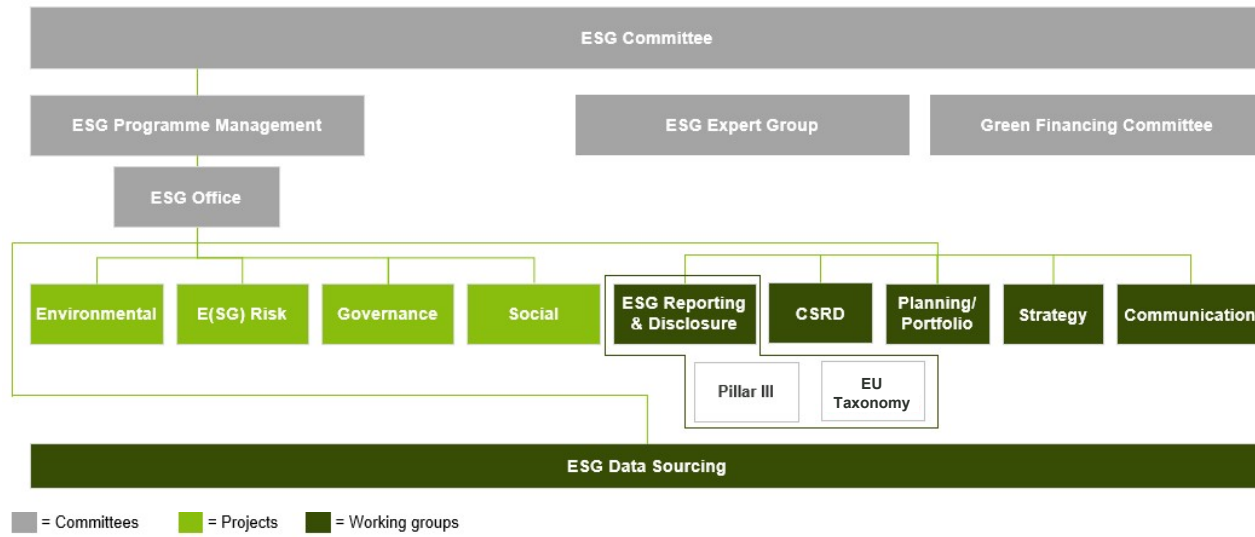 ESG Committee
ESG Programme Management
ESG Expert Group
Green Financing Committee
ESG Office
Environmental
E(SG) Risk
Governance
Social
ESG Reporting
& Disclosure
CSRD
Planning/
Portfolio
Strategy
Communication
Pillar III
EU
Taxonomy
ESG Data Sourcing
= Committees
= Projects
= Working groups